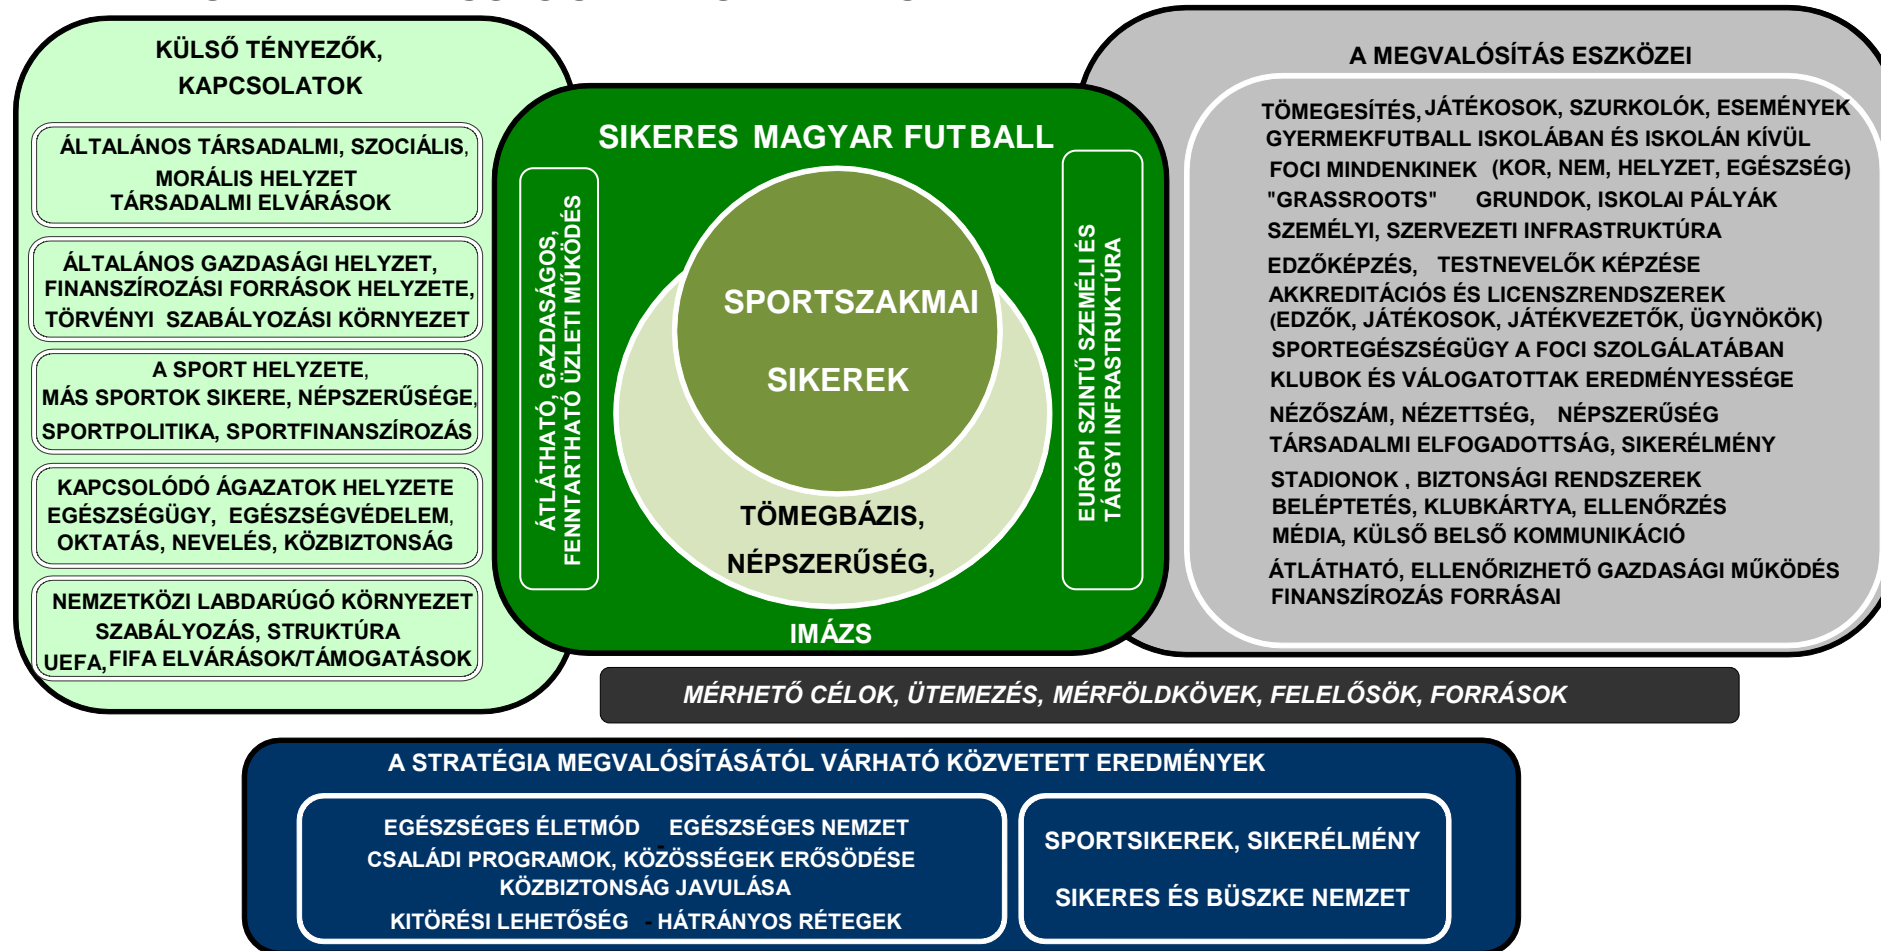 KÜLSŐ TÉNYEZŐK,
KAPCSOLATOK
ÁLTALÁNOS TÁRSADALMI, SZOCIÁLIS,
MORÁLIS HELYZET
TÁRSADALMI ELVÁRÁSOK
ÁLTALÁNOS GAZDASÁGI HELYZET,
FINANSZÍROZÁSI FORRÁSOK HELYZETE,
TÖRVÉNYI SZABÁLYOZÁSI KÖRNYEZET
A SPORT HELYZETE,
MÁS SPORTOK SIKERE, NÉPSZERŰSÉGE,
SPORTPOLITIKA, SPORTFINANSZÍROZÁS
KAPCSOLÓDÓ ÁGAZATOK HELYZETE
EGÉSZSÉGÜGY, EGÉSZSÉGVÉDELEM,
OKTATÁS, NEVELÉS, KÖZBIZTONSÁG
NEMZETKÖZI LABDARÚGÓ KÖRNYEZET
SZABÁLYOZÁS, STRUKTÚRA
UEFA, FIFA ELVÁRÁSOK/TÁMOGATÁSOK
SIKERES MAGYAR FUTBALL
ÁTLÁTHATÓ, GAZDASÁGOS,
FENNTARTHATÓ ÜZLETI MŰKÖDÉS
SPORTSZAKMAI
SIKEREK
TÖMEGBÁZIS,
NÉPSZERŰSÉG,
IMÁZS
EURÓPI SZINTŰ SZEMÉLI ÉS
TÁRGYI INFRASTRUKTÚRA
A MEGVALÓSÍTÁS ESZKÖZEI
TÖMEGESÍTÉS, JÁTÉKOSOK, SZURKOLÓK, ESEMÉNYEK
GYERMEKFUTBALL ISKOLÁBAN ÉS ISKOLÁN KÍVÜL
FOCI MINDENKINEK (KOR, NEM, HELYZET, EGÉSZSÉG)
"GRASSROOTS" GRUNDOK, ISKOLAI PÁLYÁK
SZEMÉLYI, SZERVEZETI INFRASTRUKTÚRA
EDZŐKÉPZÉS, TESTNEVELŐK KÉPZÉSE
AKKREDITÁCIÓS ÉS LICENSZRENDSZEREK
(EDZŐK, JÁTÉKOSOK, JÁTÉKVEZETŐK, ÜGYNÖKÖK)
SPORTEGÉSZSÉGÜGY A FOCI SZOLGÁLATÁBAN
KLUBOK ÉS VÁLOGATOTTAK EREDMÉNYESSÉGE
NÉZŐSZÁM, NÉZETTSÉG, NÉPSZERŰSÉG
TÁRSADALMI ELFOGADOTTSÁG, SIKERÉLMÉNY
STADIONOK , BIZTONSÁGI RENDSZEREK
BELÉPTETÉS, KLUBKÁRTYA, ELLENŐRZÉS
MÉDIA, KÜLSŐ BELSŐ KOMMUNIKÁCIÓ
ÁTLÁTHATÓ, ELLENŐRIZHETŐ GAZDASÁGI MŰKÖDÉS
FINANSZÍROZÁS FORRÁSAI
MÉRHETŐ CÉLOK, ÜTEMEZÉS, MÉRFÖLDKÖVEK, FELELŐSÖK, FORRÁSOK
A STRATÉGIA MEGVALÓSÍTÁSÁTÓL VÁRHATÓ KÖZVETETT EREDMÉNYEK
EGÉSZSÉGES ÉLETMÓD - EGÉSZSÉGES NEMZET
CSALÁDI PROGRAMOK, KÖZÖSSÉGEK ERŐSÖDÉSE
KÖZBIZTONSÁG JAVULÁSA
KITÖRÉSI LEHETŐSÉG - HÁTRÁNYOS RÉTEGEK
SPORTSIKEREK, SIKERÉLMÉNY
SIKERES ÉS BÜSZKE NEMZET